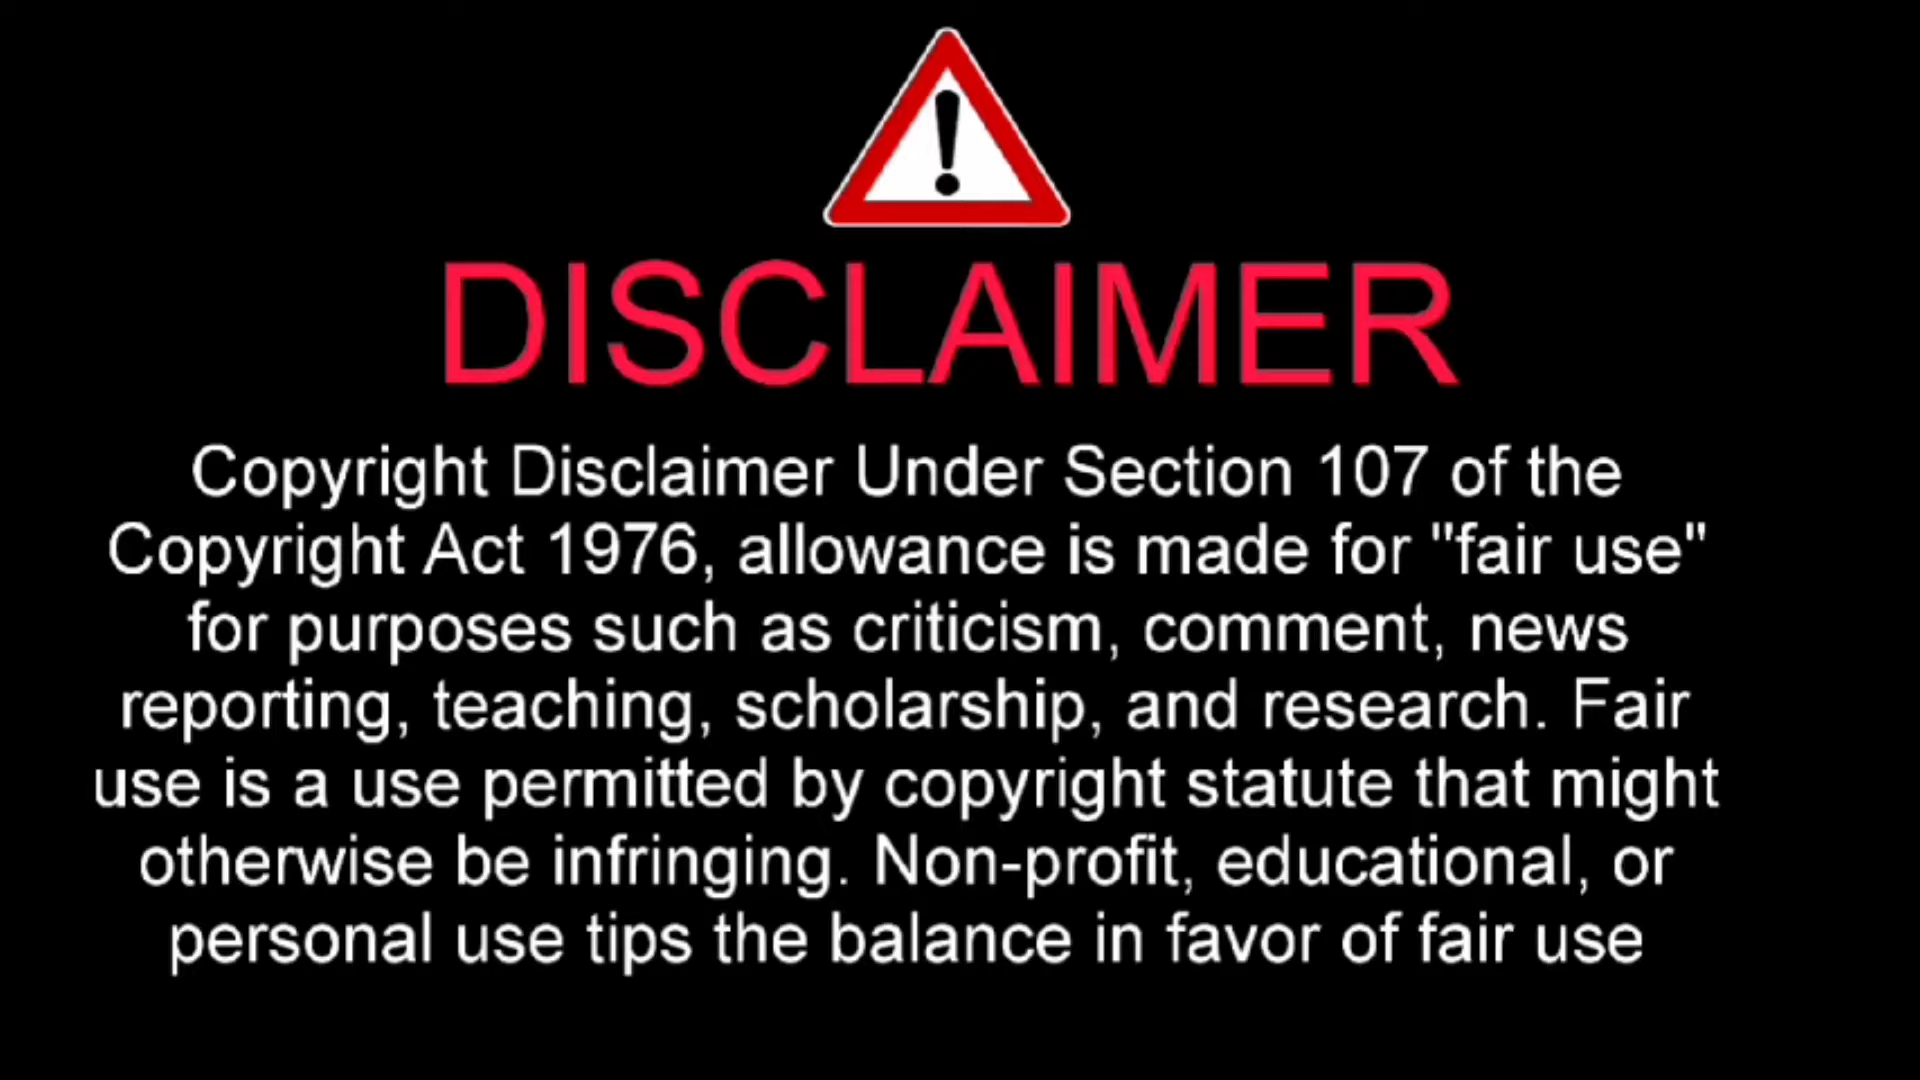 DISCLAIMER
Copyright Disclaimer Under Section 107 of the
Copyright Act 1976, allowance is made for "fair use"
for purposes such as criticism, comment, news
reporting, teaching, scholarship, and research. Fair
use is a use permitted by copyright statute that might
otherwise be infringing. Non-profit, educational, or
personal use tips the balance in favor of fair use